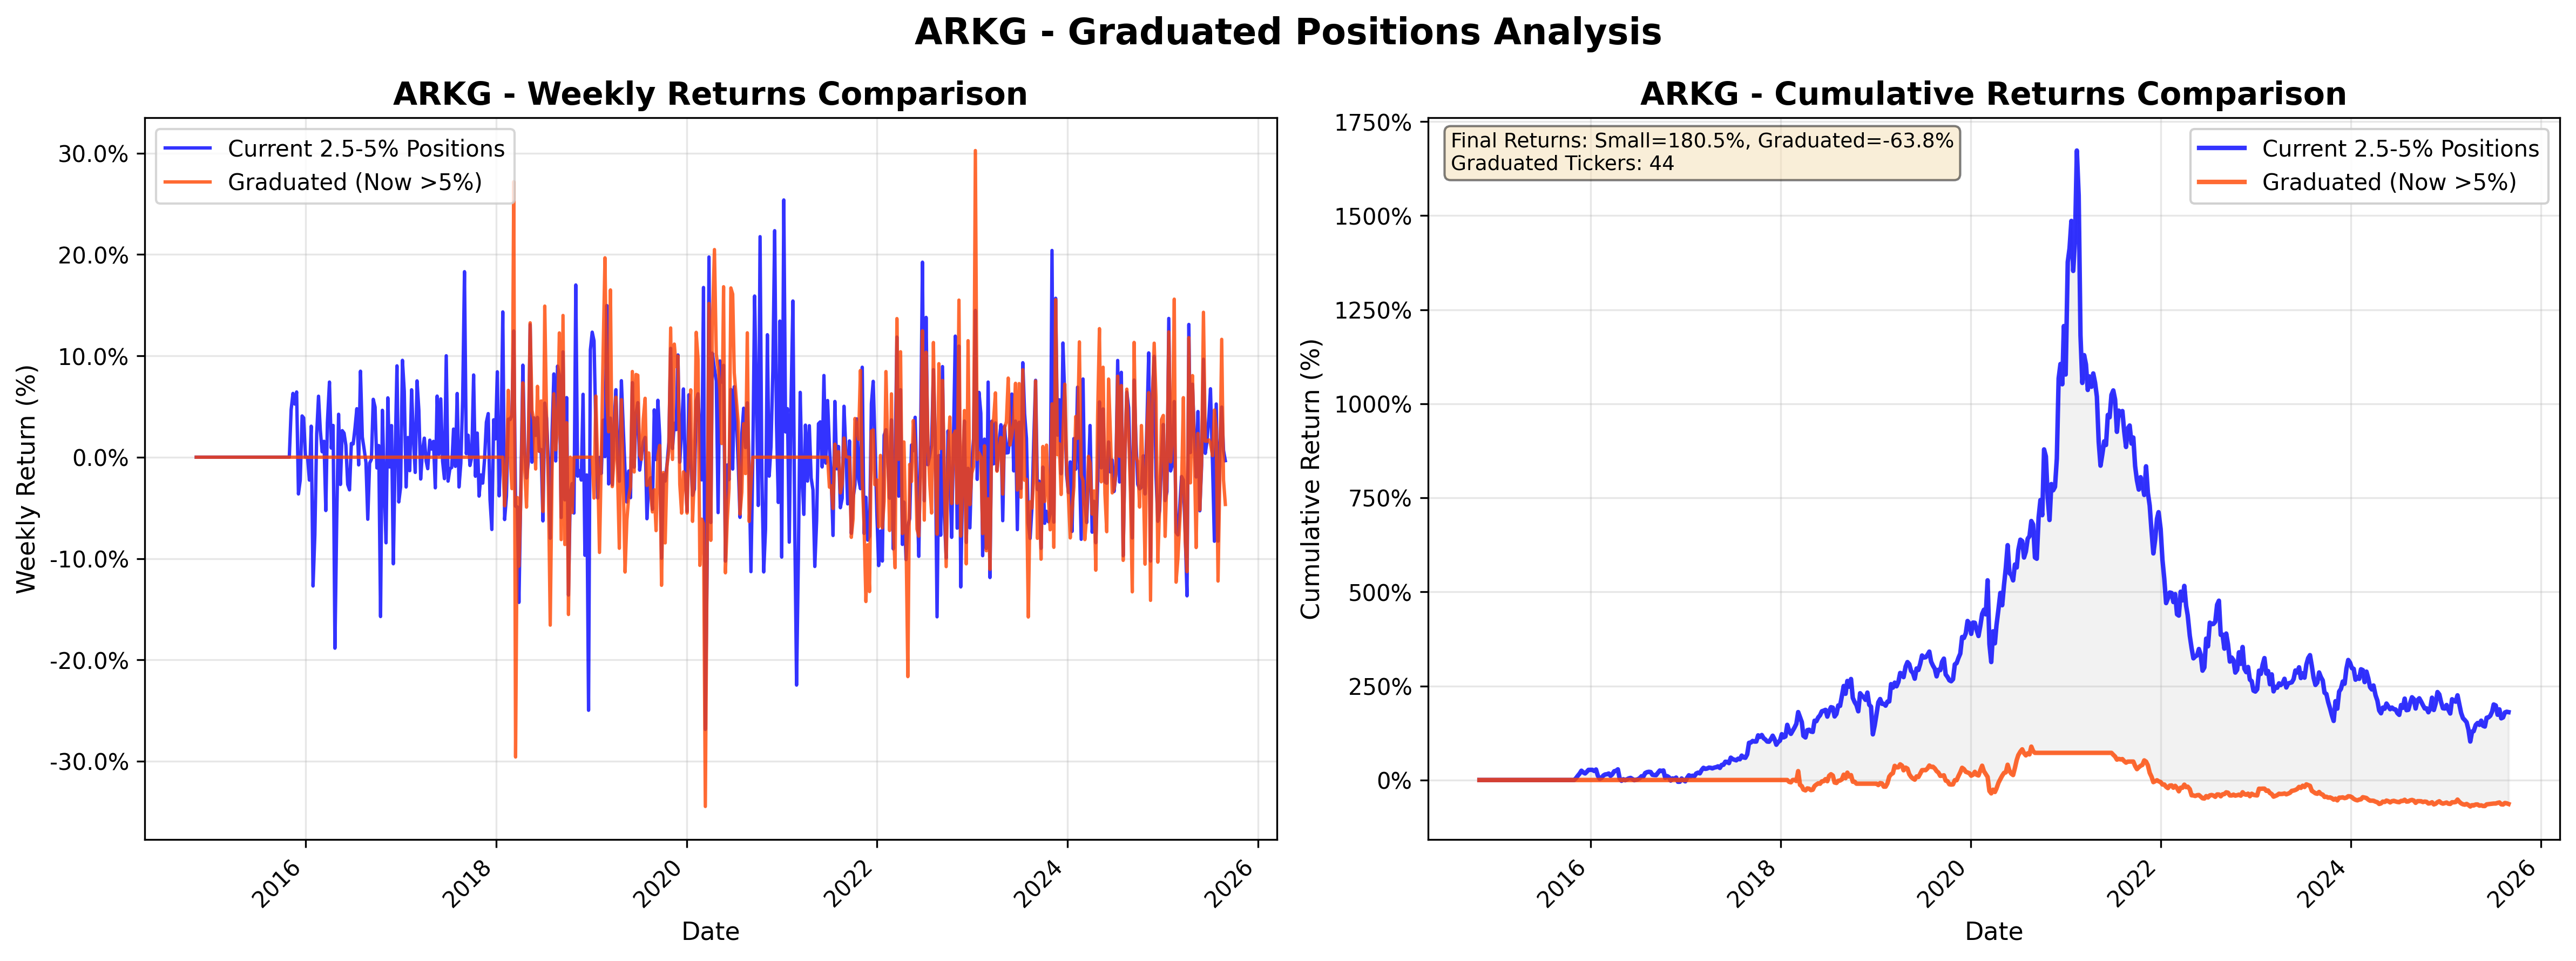 ARKG - Graduated Positions Analysis
ARKG - Weekly Returns Comparison
Current 2.5-5% Positions
Graduated (Now >5%)
30.0%
20.0%
10.0%
0.0%
-10.0%
-20.0%
-30.0%
Weekly Return (%)
2016
2018
2020
2022
2024
2026
Date
ARKG - Cumulative Returns Comparison
Final Returns: Small=180.5%, Graduated=-63.8%
Graduated Tickers: 44
Current 2.5-5% Positions
Graduated (Now >5%)
1750%
1500%
1250%
1000%
750%
500%
250%
0%
Cumulative Return (%)
2016
2018
2020
2022
2024
2026
Date